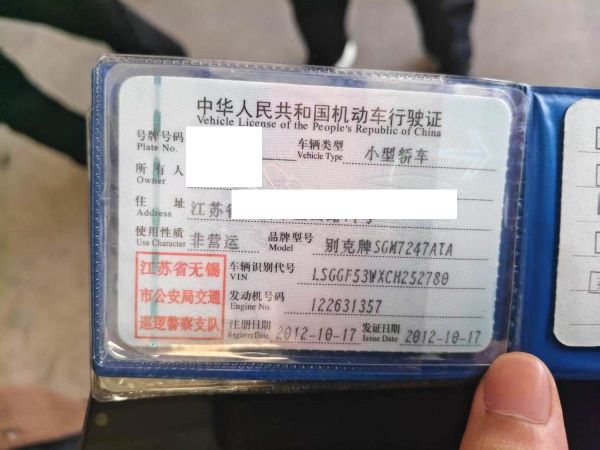 中华人民共和国机动车行驶证
Vehicle License of the People's Republic of China
号牌号码 车辆类型 小型轿车
Plate No. Vehicle Type
所有人
Owner
住址 江苏省
Address
使用性质 非营运 品牌型号 别克牌SGM7247ATA
Use Character Model
江苏省无锡
市公安局交通
巡逻警察支队
车辆识别代号 LSGGF53WXCH252780
VIN
发动机号码 122631357
Engine No.
注册日期 2012-10-17 发证日期 2012-10-17
Register Date Issue Date